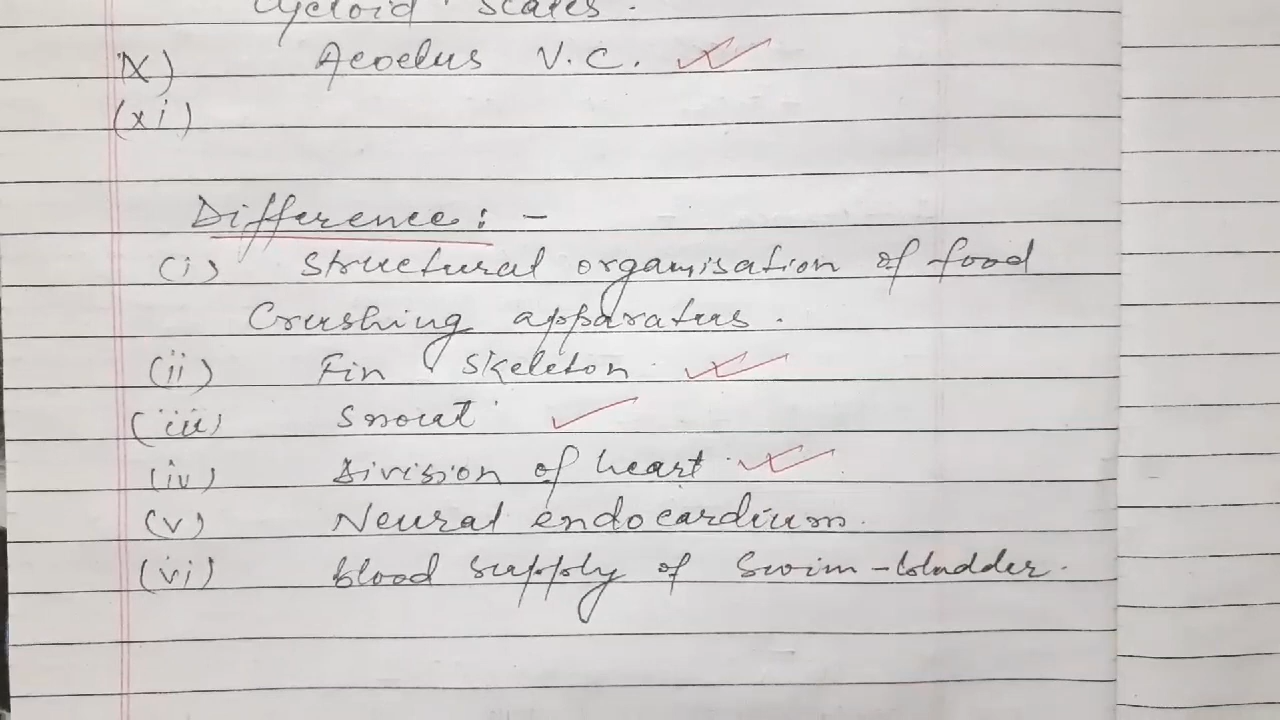 Cycloid scales.
X) Acoelus V.C.
(xi)
Difference: -
(i) Structural organisation of food
Crushing apparatus.
(ii) Fin skeleton
(iii) Snout
(iv) Division of heart
(v) Neural endocardium.
(vi) blood supply of Swim-bladder.